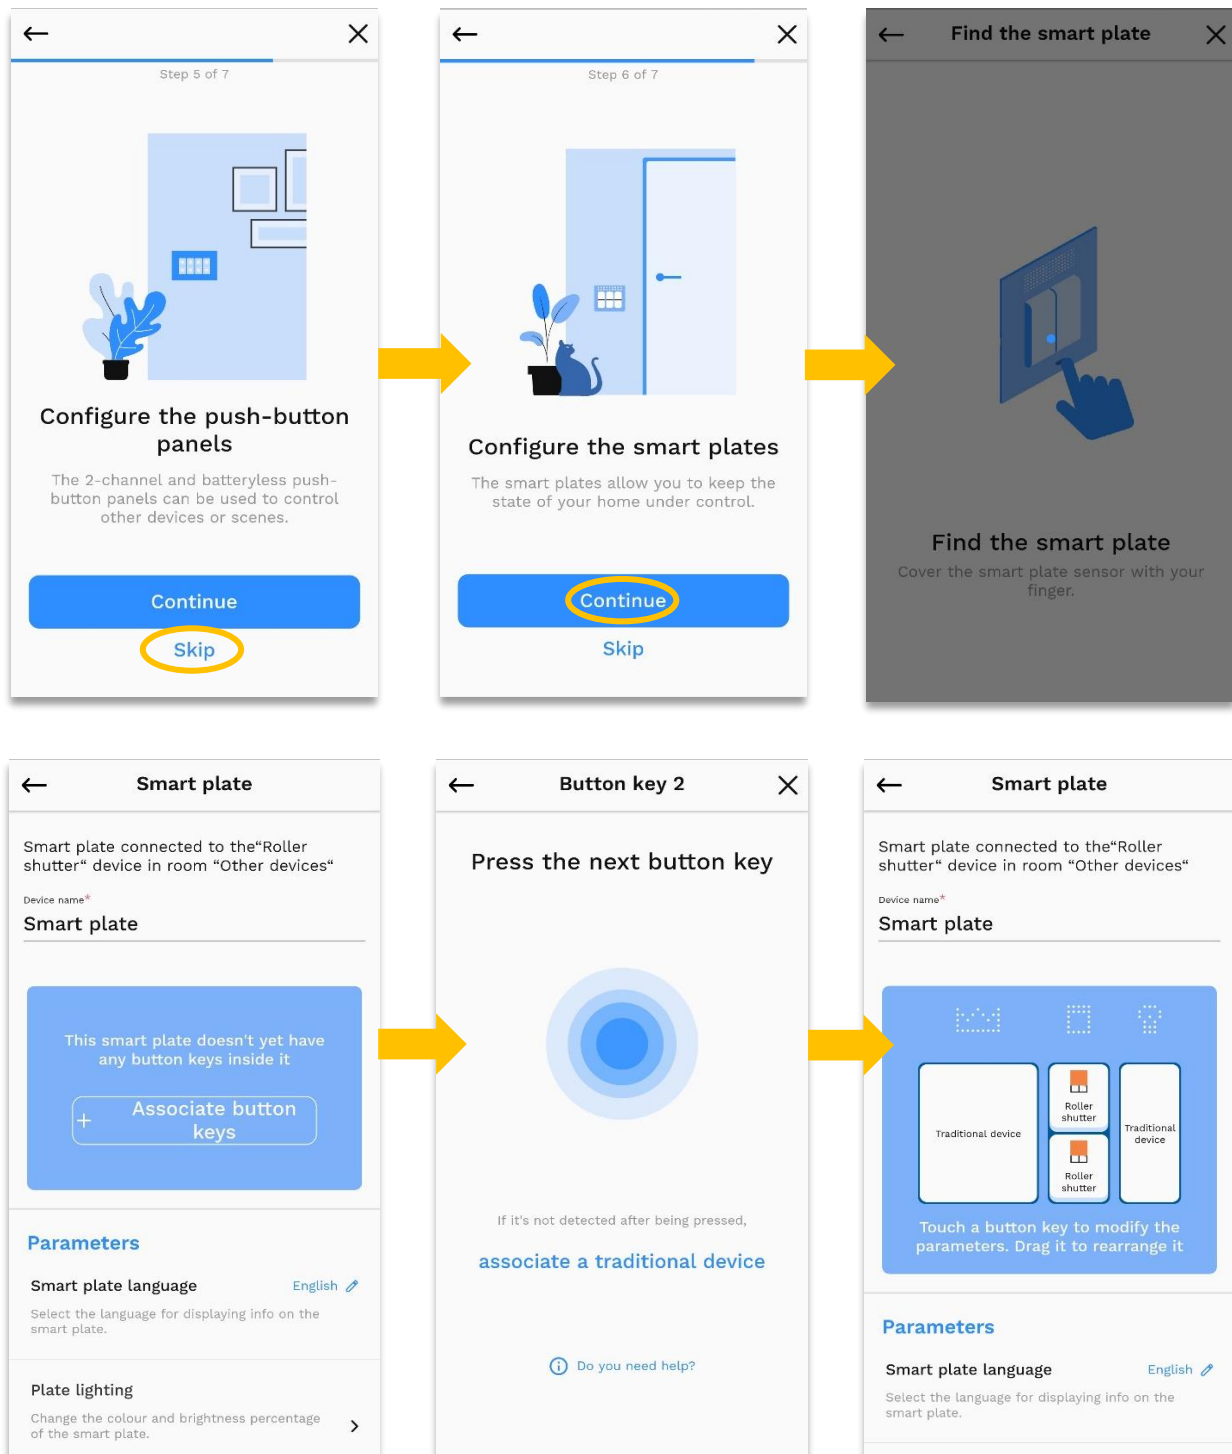 Step 5 of 7
Configure the push-button
panels
The 2-channel and batteryless push-
button panels can be used to control
other devices or scenes.
Continue
Skip
Step 6 of 7
Configure the smart plates
The smart plates allow you to keep the
state of your home under control.
Continue
Skip
Find the smart plate
Find the smart plate
Cover the smart plate sensor with your
finger.
Smart plate
Smart plate connected to the“Roller
shutter“ device in room “Other devices“
Device name*
Smart plate
This smart plate doesn't yet have
any button keys inside it
+ Associate button
keys
Parameters
Smart plate language English
Select the language for displaying info on the
smart plate.
Plate lighting
Change the colour and brightness percentage
of the smart plate.
Button key 2
Press the next button key
If it's not detected after being pressed,
associate a traditional device
Do you need help?
Smart plate
Smart plate connected to the“Roller
shutter“ device in room “Other devices“
Device name*
Smart plate
Traditional device
Roller
shutter
Roller
shutter
Traditional
device
Touch a button key to modify the
parameters. Drag it to rearrange it
Parameters
Smart plate language English
Select the language for displaying info on the
smart plate.